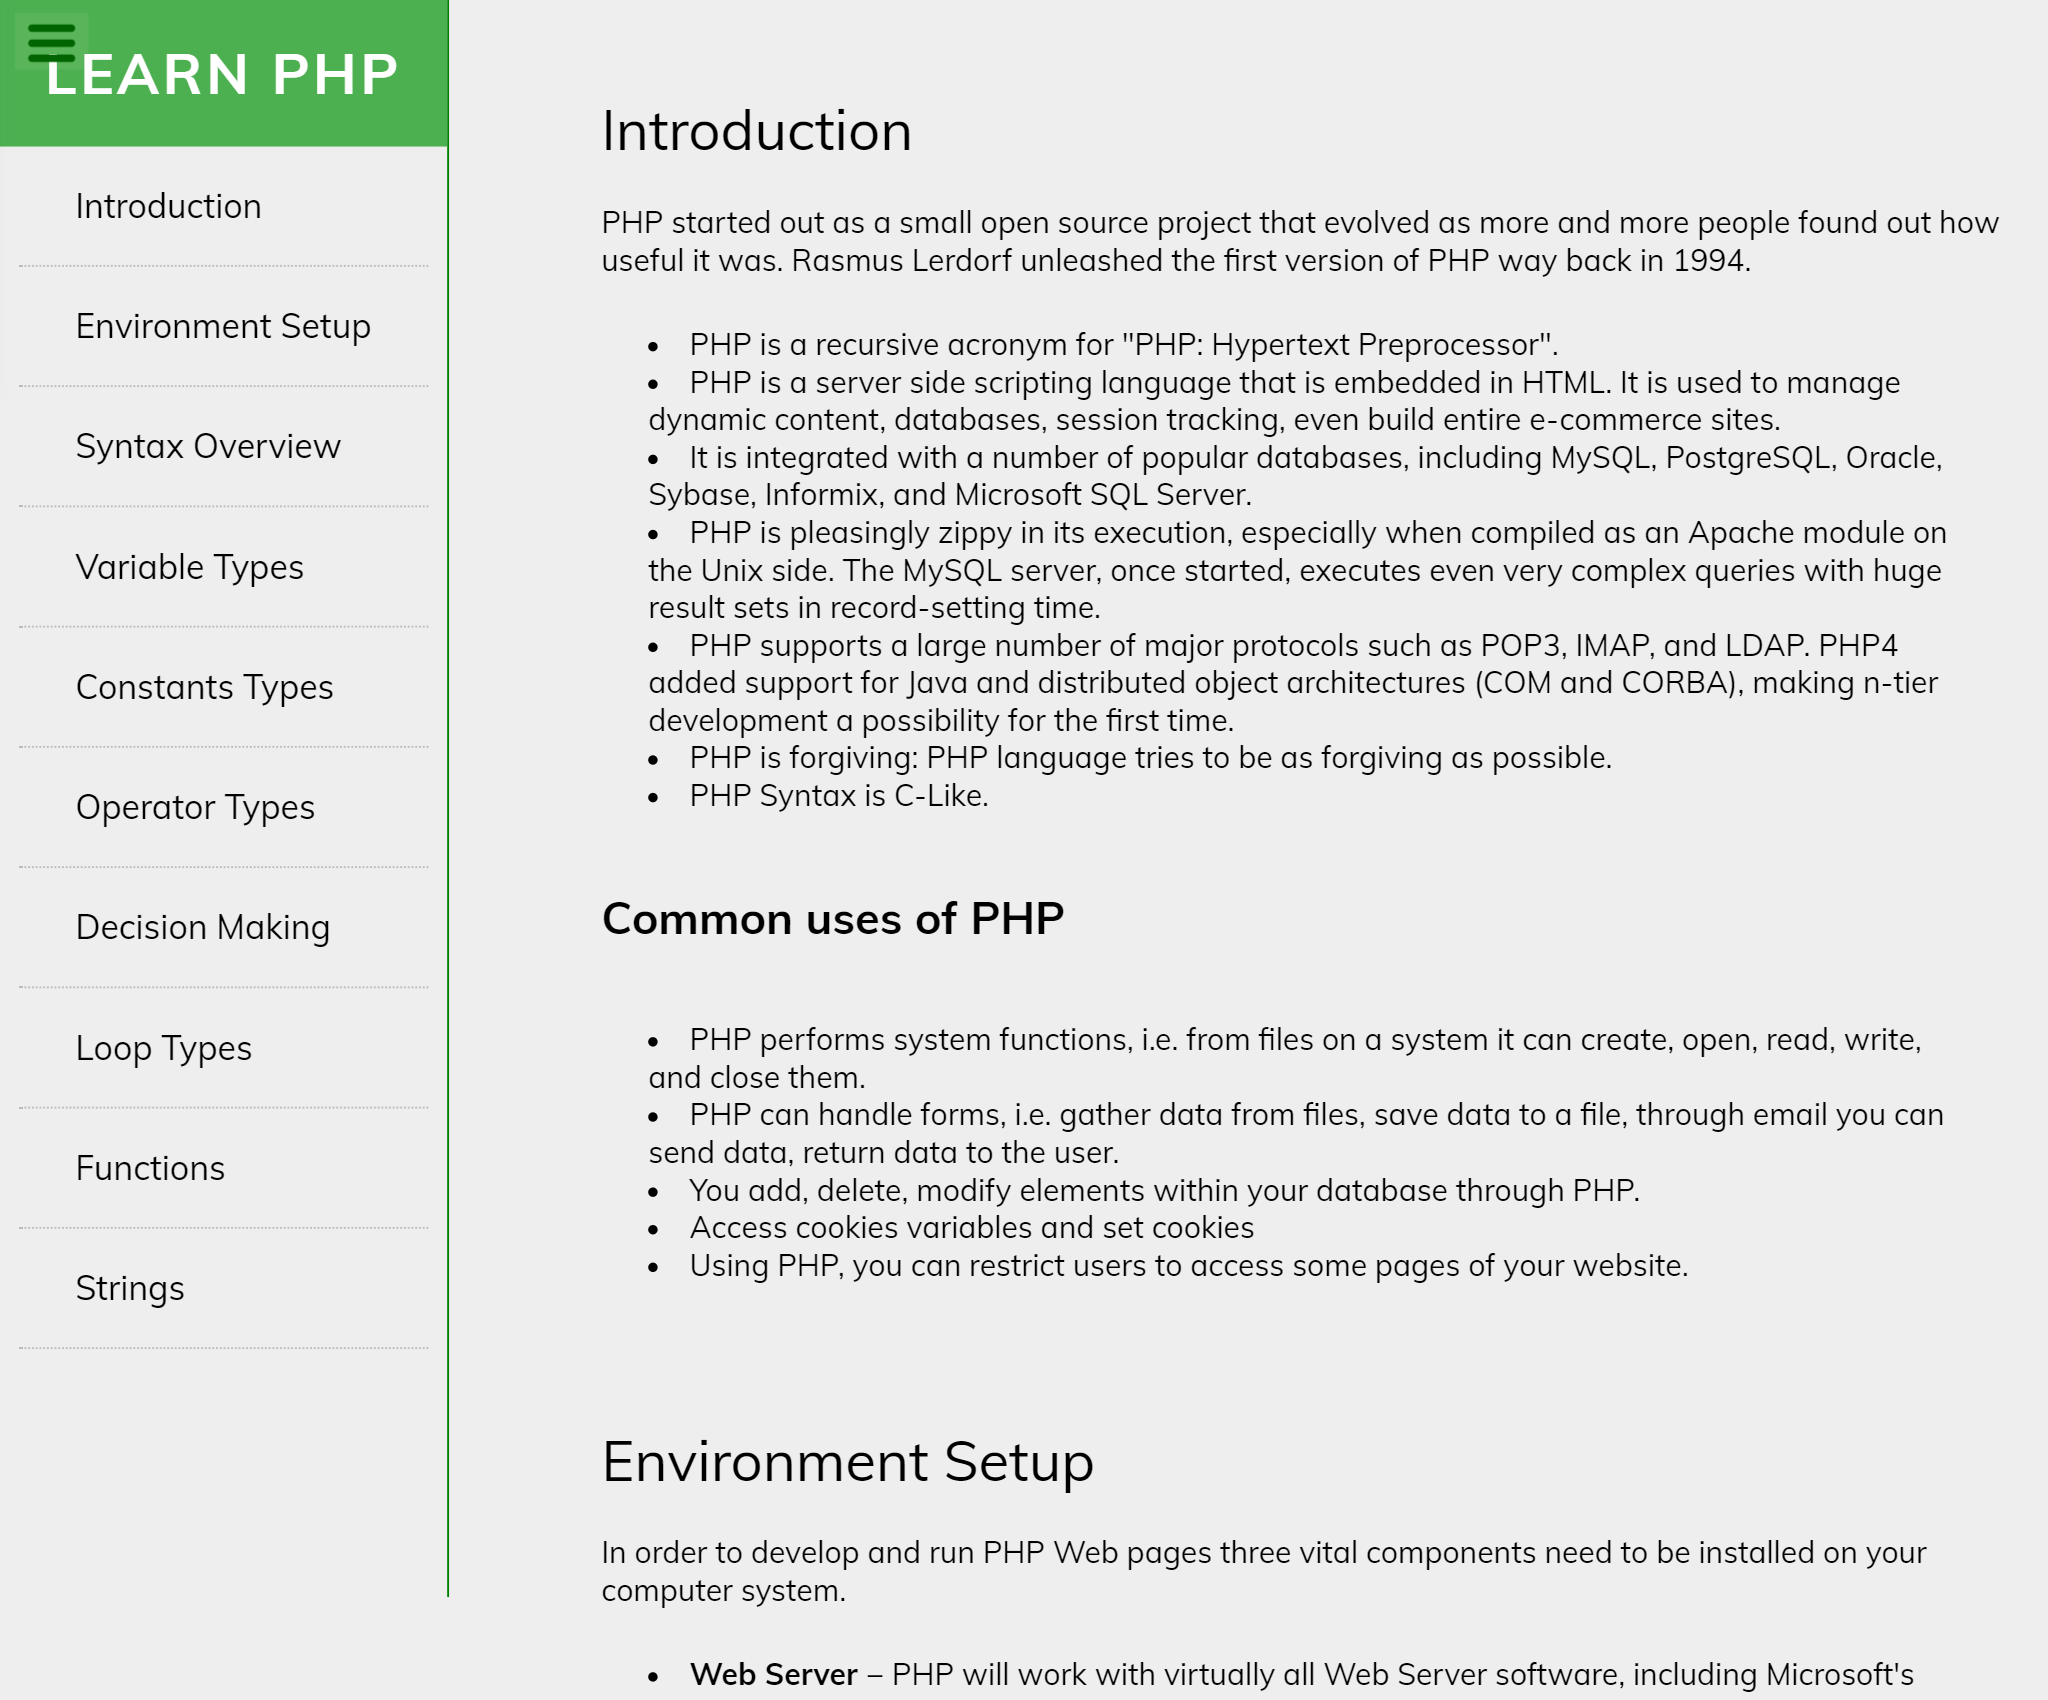 LEARN PHP
Introduction
Environment Setup
Syntax Overview
Variable Types
Constants Types
Operator Types
Decision Making
Loop Types
Functions
Strings
Introduction
PHP started out as a small open source project that evolved as more and more people found out how
useful it was. Rasmus Lerdorf unleashed the first version of PHP way back in 1994.
• PHP is a recursive acronym for "PHP: Hypertext Preprocessor".
• PHP is a server side scripting language that is embedded in HTML. It is used to manage
dynamic content, databases, session tracking, even build entire e-commerce sites.
• It is integrated with a number of popular databases, including MySQL, PostgreSQL, Oracle,
Sybase, Informix, and Microsoft SQL Server.
• PHP is pleasingly zippy in its execution, especially when compiled as an Apache module on
the Unix side. The MySQL server, once started, executes even very complex queries with huge
result sets in record-setting time.
• PHP supports a large number of major protocols such as POP3, IMAP, and LDAP. PHP4
added support for Java and distributed object architectures (COM and CORBA), making n-tier
development a possibility for the first time.
• PHP is forgiving: PHP language tries to be as forgiving as possible.
• PHP Syntax is C-Like.
Common uses of PHP
• PHP performs system functions, i.e. from files on a system it can create, open, read, write,
and close them.
• PHP can handle forms, i.e. gather data from files, save data to a file, through email you can
send data, return data to the user.
• You add, delete, modify elements within your database through PHP.
• Access cookies variables and set cookies
• Using PHP, you can restrict users to access some pages of your website.
Environment Setup
In order to develop and run PHP Web pages three vital components need to be installed on your
computer system.
• Web Server – PHP will work with virtually all Web Server software, including Microsoft's